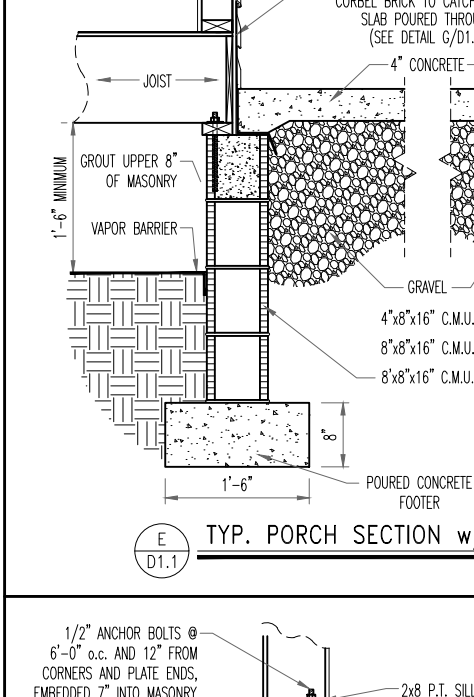 CORBEL BRICK TO CATCH
SLAB POURED THROU
(SEE DETAIL G/D1.
4" CONCRETE
JOIST
GROUT UPPER 8"
OF MASONRY
1'-6" MINIMUM
VAPOR BARRIER
GRAVEL
4"x8"x16" C.M.U.
8"x8"x16" C.M.U.
8'x8"x16" C.M.U.
8"
1'-6"
POURED CONCRETE
FOOTER
E
D1.1
TYP. PORCH SECTION w
1/2" ANCHOR BOLTS @
6'-0" o.c. AND 12" FROM
CORNERS AND PLATE ENDS,
EMBEDDED 7" INTO MASONRY
2x8 P.T. SILL